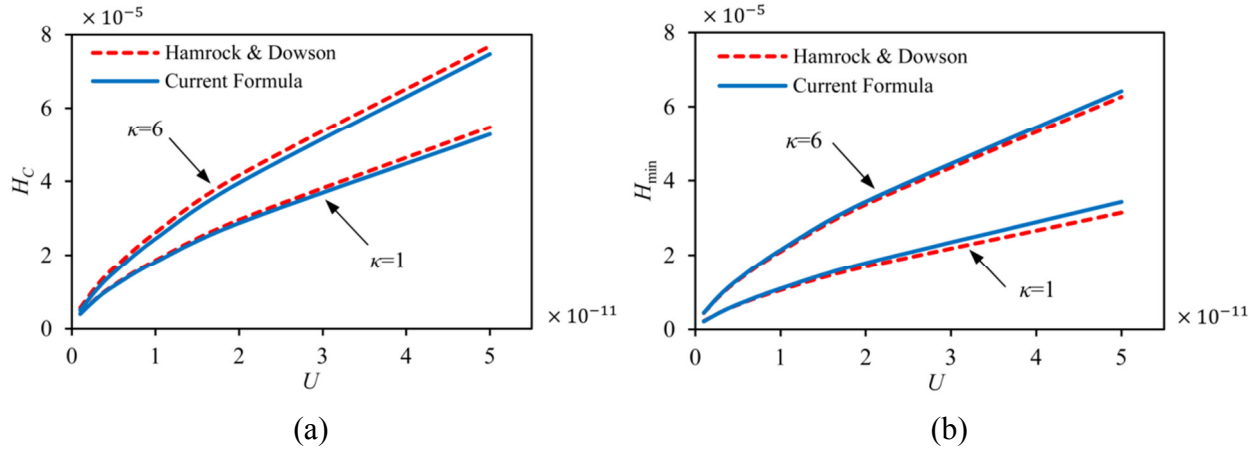 × 10⁻⁵
8
6
4
2
0
H_C
Hamrock & Dowson
Current Formula
κ=6
κ=1
0 1 2 3 4 5
× 10⁻¹¹
U
(a)
× 10⁻⁵
8
6
4
2
0
H_min
Hamrock & Dowson
Current Formula
κ=6
κ=1
0 1 2 3 4 5
× 10⁻¹¹
U
(b)